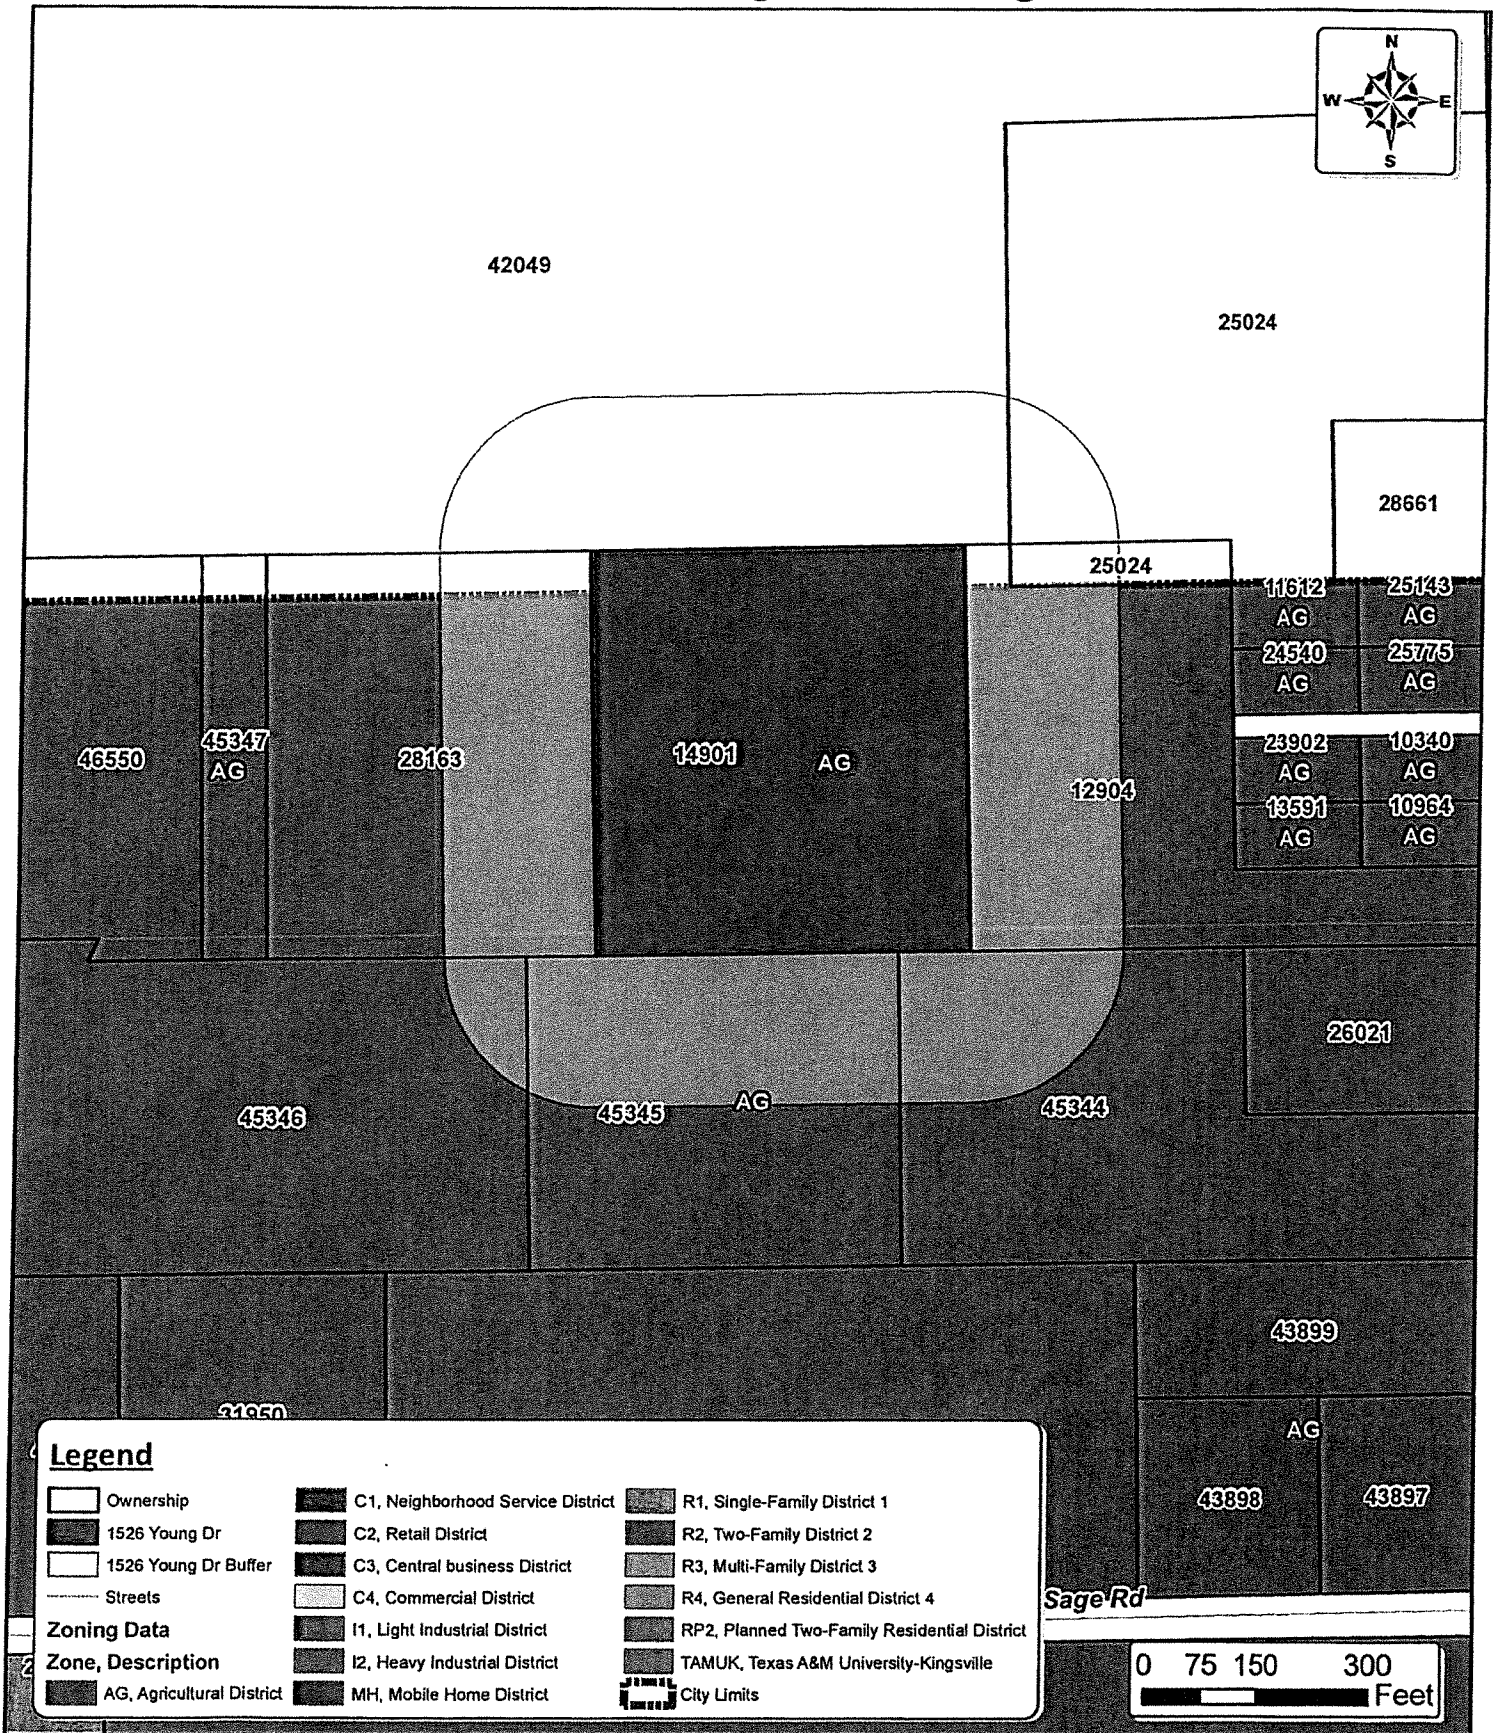 N
W E
S
42049
25024
28661
25024
11612 25143
AG AG
24540 25775
AG AG
46550 45347 28163 14901 AG 12904
AG
23902 10340
AG AG
13591 10964
AG AG
26021
45346 45345 AG 45344
43899
31950
AG
43898 43897
Sage Rd
Legend
Ownership
1526 Young Dr
1526 Young Dr Buffer
Streets
Zoning Data
Zone, Description
AG, Agricultural District
C1, Neighborhood Service District
C2, Retail District
C3, Central business District
C4, Commercial District
I1, Light Industrial District
I2, Heavy Industrial District
MH, Mobile Home District
R1, Single-Family District 1
R2, Two-Family District 2
R3, Multi-Family District 3
R4, General Residential District 4
RP2, Planned Two-Family Residential District
TAMUK, Texas A&M University-Kingsville
City Limits
0 75 150 300
Feet